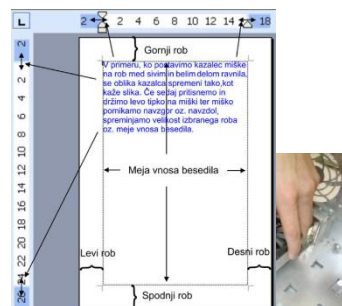 L
2 2 4 6 8 10 12 14 18
2 2 4 6 8 10 12 14 16 18 20 22 24 26
Gornji rob
V primeru, ko postavimo kazalec miške
na rob med sivim in belim delom ravnila,
se oblika kazalca spremeni tako,kot
kaže slika. Če sedaj pritisnemo in
držimo levo tipko na miški ter miško
pomikamo navzgor oz. navzdol,
spreminjamo velikost izbranega roba
oz. meje vnosa besedila.
Meja vnosa besedila
Levi rob
Desni rob
Spodnji rob